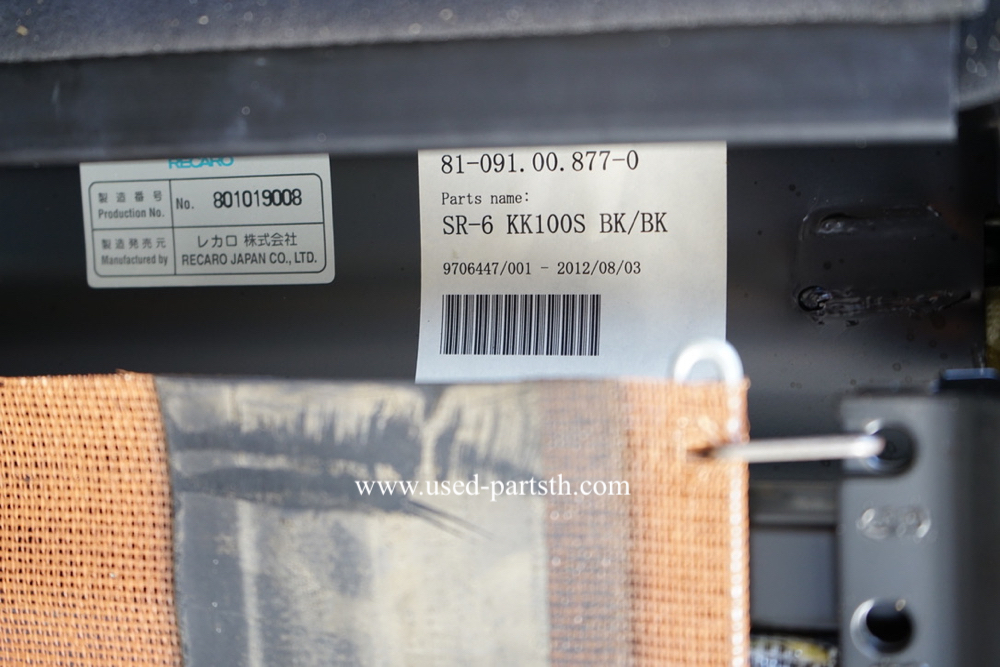 RECARO
製造番号 Production No. No. 801019008
製造発売元 Manufactured by レカロ 株式会社 RECARO JAPAN CO., LTD.
81-091.00.877-0
Parts name:
SR-6 KK100S BK/BK
9706447/001 - 2012/08/03
www.used-partsth.com